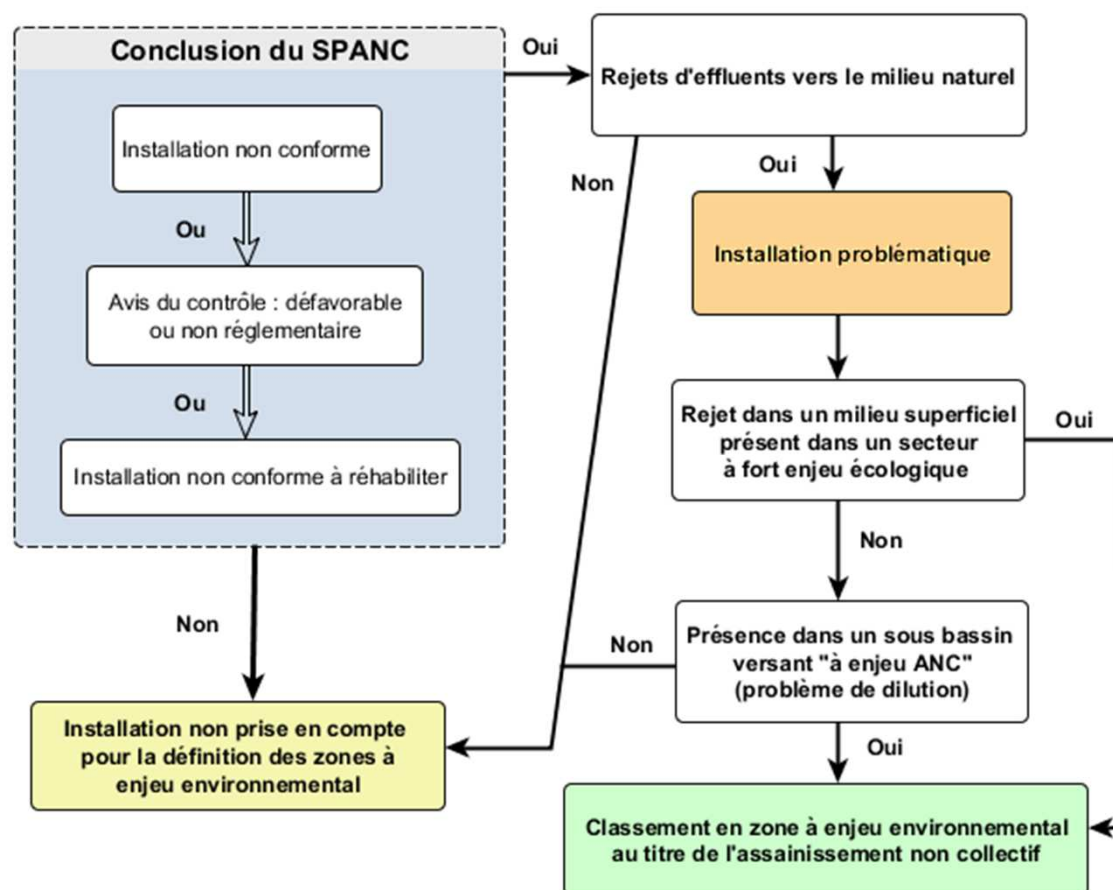 Conclusion du SPANC
Installation non conforme
Ou
Avis du contrôle : défavorable
ou non réglementaire
Ou
Installation non conforme à réhabiliter
Non
Installation non prise en compte
pour la définition des zones à
enjeu environnemental
Oui
Rejets d'effluents vers le milieu naturel
Non
Oui
Installation problématique
Rejet dans un milieu superficiel
présent dans un secteur
à fort enjeu écologique
Oui
Non
Présence dans un sous bassin
versant "à enjeu ANC"
(problème de dilution)
Non
Oui
Classement en zone à enjeu environnemental
au titre de l'assainissement non collectif